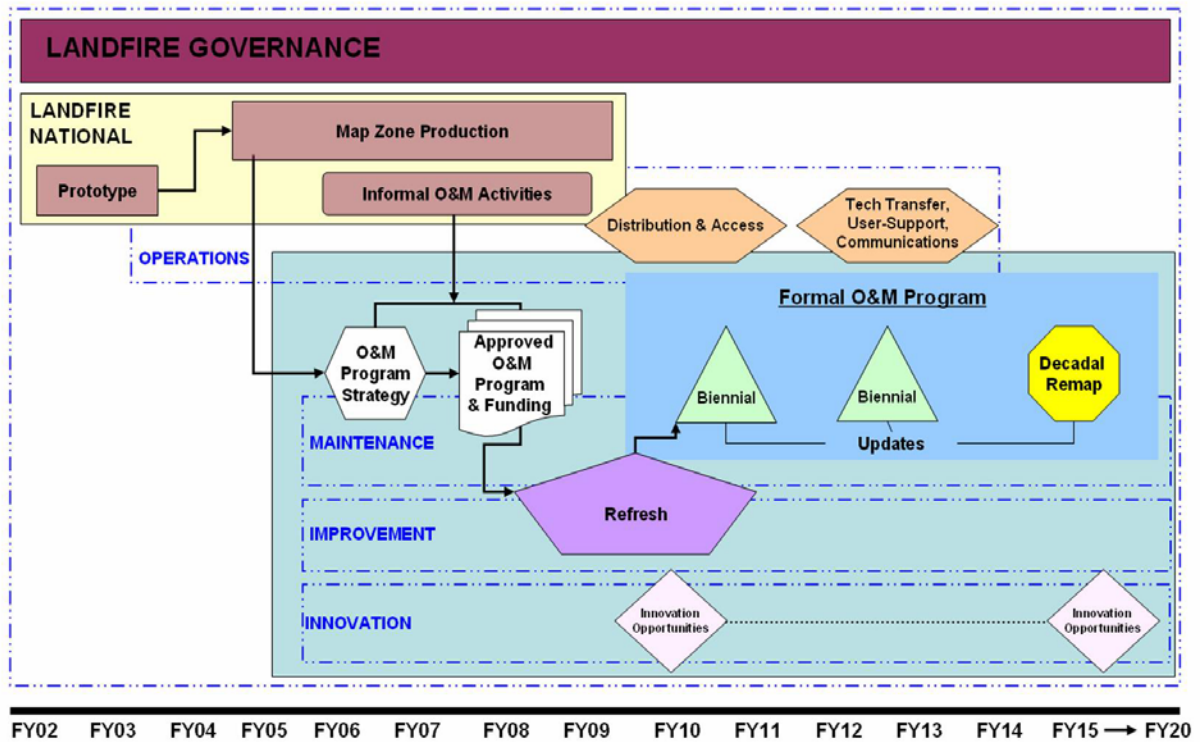 LANDFIRE GOVERNANCE
LANDFIRE
NATIONAL
Map Zone Production
Prototype
Informal O&M Activities
Distribution & Access
Tech Transfer,
User-Support,
Communications
OPERATIONS
Formal O&M Program
O&M
Program
Strategy
Approved
O&M
Program
& Funding
Biennial
Biennial
Decadal
Remap
Updates
MAINTENANCE
Refresh
IMPROVEMENT
INNOVATION
Innovation
Opportunities
Innovation
Opportunities
FY02 FY03 FY04 FY05 FY06 FY07 FY08 FY09 FY10 FY11 FY12 FY13 FY14 FY15 → FY20